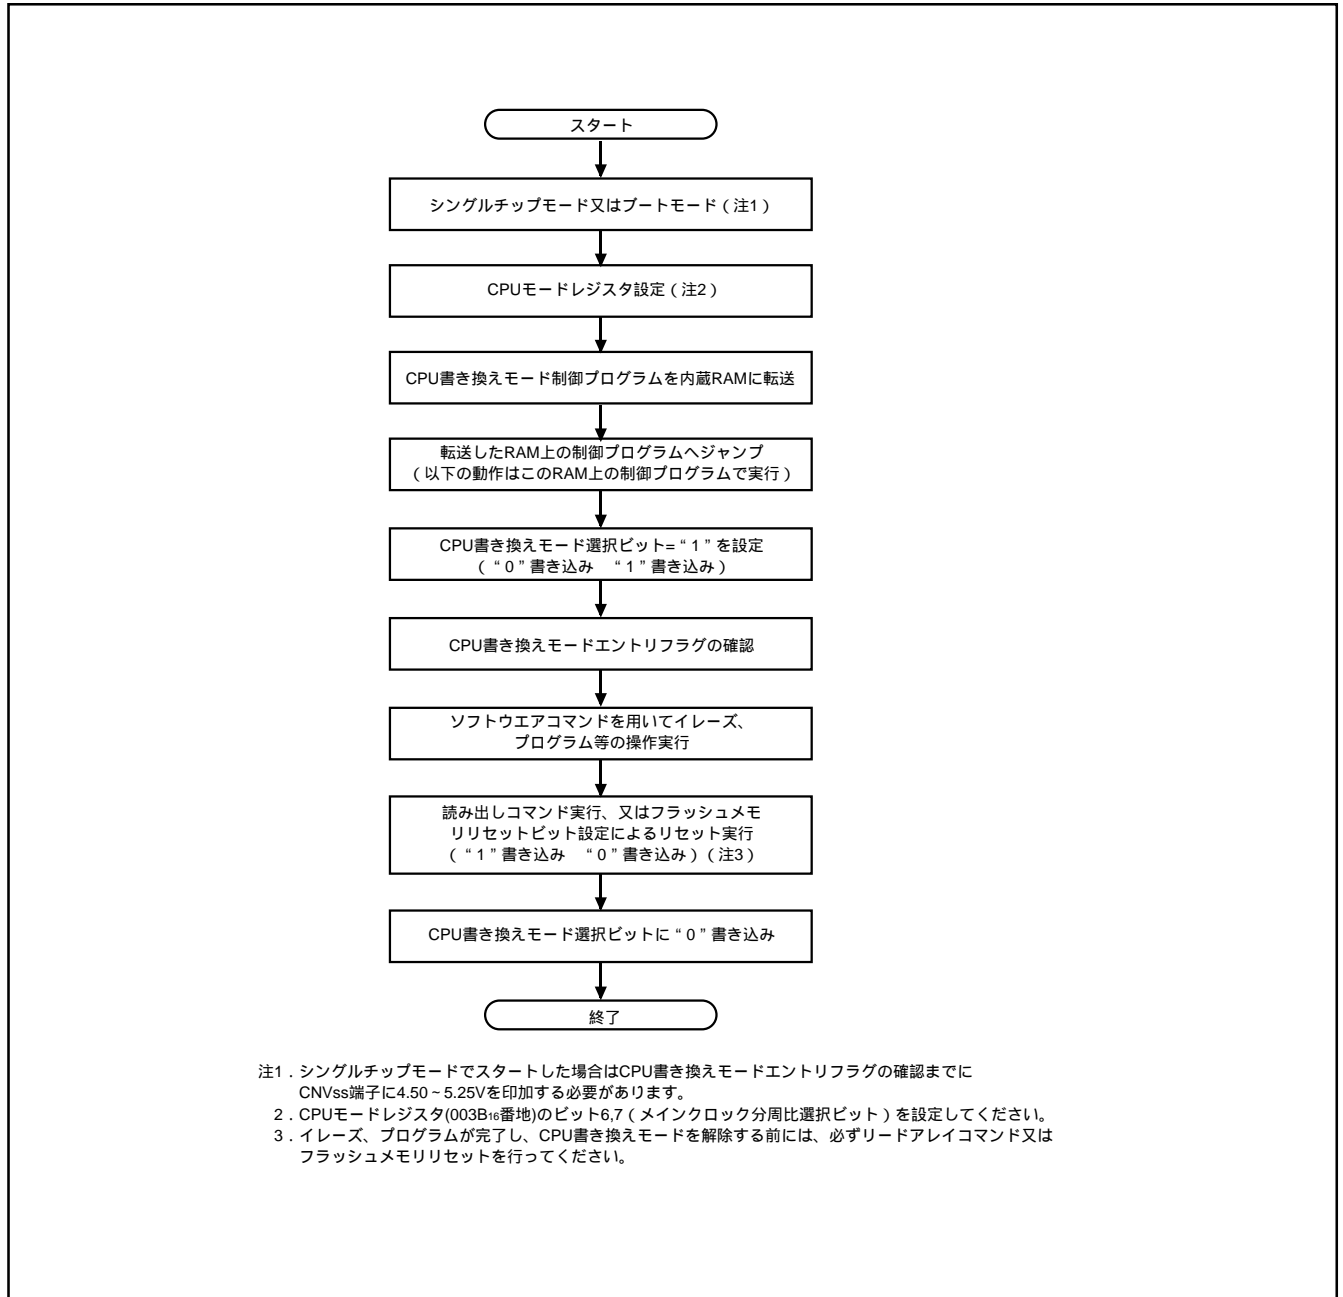 スタート
シングルチップモード又はブートモード（注1）
CPUモードレジスタ設定（注2）
CPU書き換えモード制御プログラムを内蔵RAMに転送
転送したRAM上の制御プログラムへジャンプ
（以下の動作はこのRAM上の制御プログラムで実行）
CPU書き換えモード選択ビット=“1”を設定
（“0”書き込み　“1”書き込み）
CPU書き換えモードエントリフラグの確認
ソフトウエアコマンドを用いてイレーズ、
プログラム等の操作実行
読み出しコマンド実行、又はフラッシュメモ
リリセットビット設定によるリセット実行
（“1”書き込み　“0”書き込み）（注3）
CPU書き換えモード選択ビットに“0”書き込み
終了
注1．シングルチップモードでスタートした場合はCPU書き換えモードエントリフラグの確認までに
CNVss端子に4.50～5.25Vを印加する必要があります。
2．CPUモードレジスタ(003B16番地)のビット6,7（メインクロック分周比選択ビット）を設定してください。
3．イレーズ、プログラムが完了し、CPU書き換えモードを解除する前には、必ずリードアレイコマンド又は
フラッシュメモリリセットを行ってください。